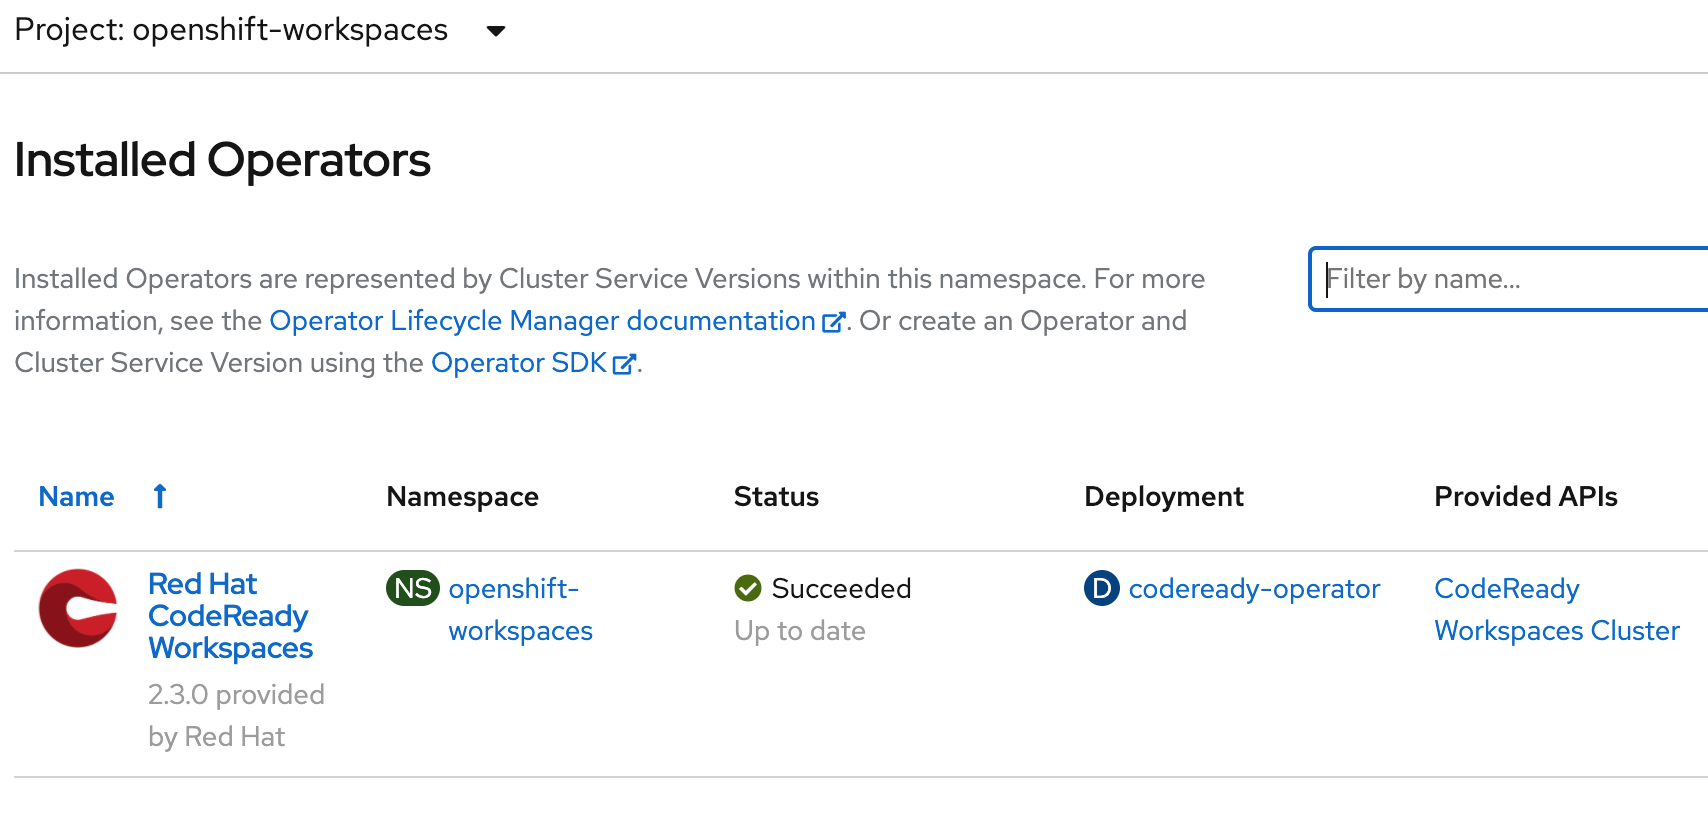 Project: openshift-workspaces
Installed Operators
Installed Operators are represented by Cluster Service Versions within this namespace. For more
information, see the Operator Lifecycle Manager documentation. Or create an Operator and
Cluster Service Version using the Operator SDK.
Filter by name...
Name Namespace Status Deployment Provided APIs
Red Hat
CodeReady
Workspaces
2.3.0 provided
by Red Hat
NS openshift-
workspaces
Succeeded
Up to date
D codeready-operator
CodeReady
Workspaces Cluster